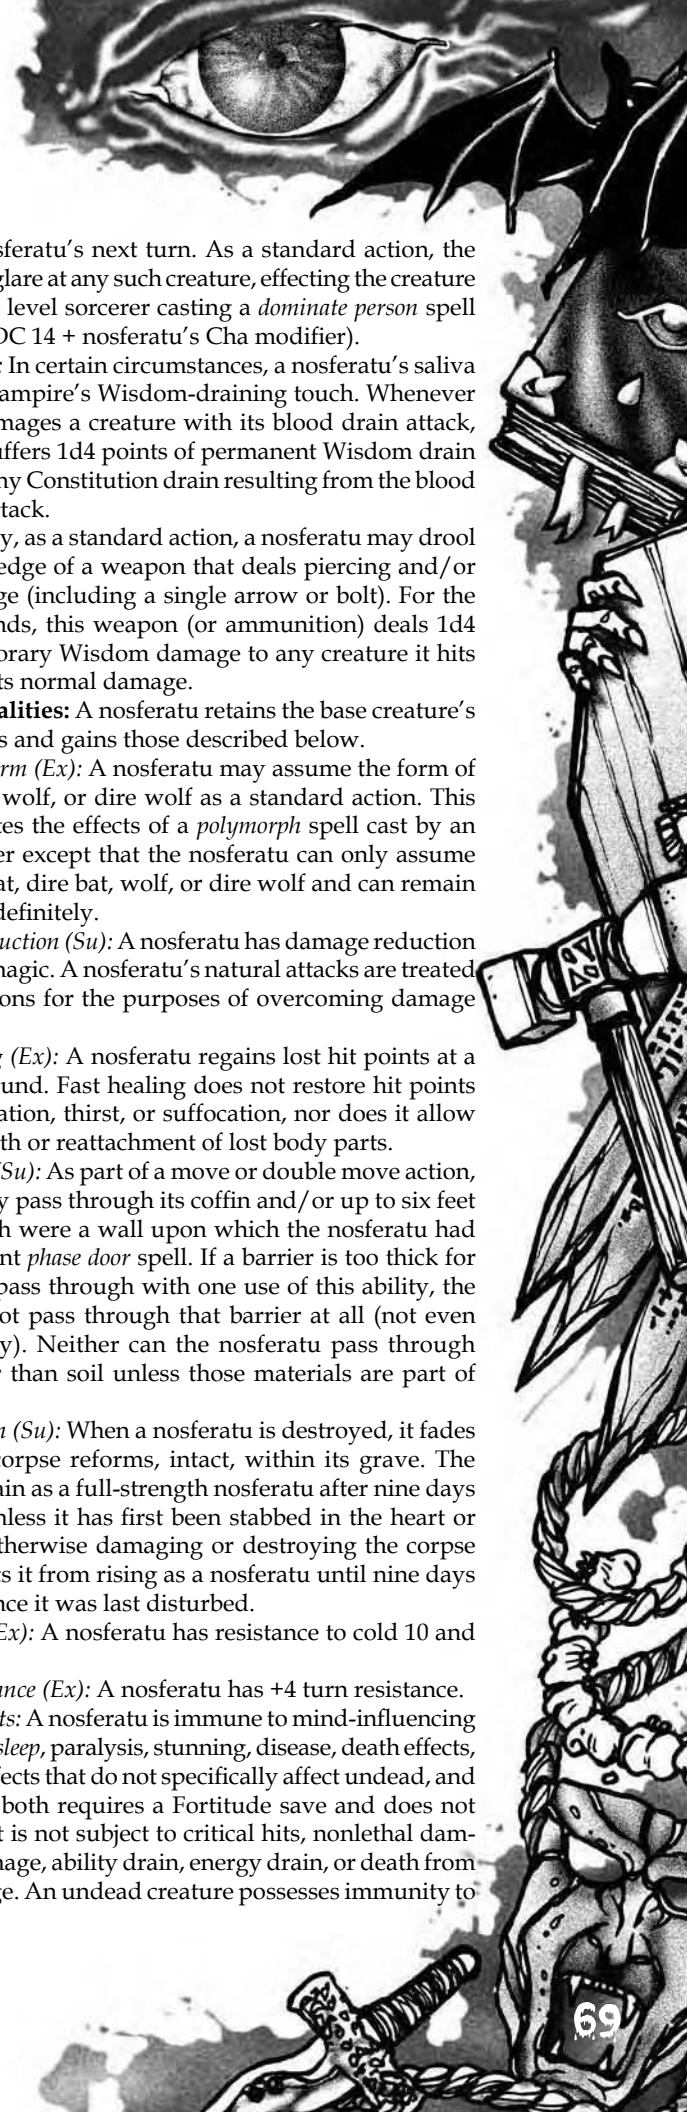 sferatu's next turn. As a standard action, the
glare at any such creature, effecting the creature
level sorcerer casting a dominate person spell
DC 14 + nosferatu's Cha modifier).
: In certain circumstances, a nosferatu's saliva
ampire's Wisdom-draining touch. Whenever
mages a creature with its blood drain attack,
uffers 1d4 points of permanent Wisdom drain
ny Constitution drain resulting from the blood
tack.
y, as a standard action, a nosferatu may drool
edge of a weapon that deals piercing and/or
ge (including a single arrow or bolt). For the
nds, this weapon (or ammunition) deals 1d4
orary Wisdom damage to any creature it hits
ts normal damage.
alities: A nosferatu retains the base creature's
s and gains those described below.
rm (Ex): A nosferatu may assume the form of
wolf, or dire wolf as a standard action. This
tes the effects of a polymorph spell cast by an
er except that the nosferatu can only assume
at, dire bat, wolf, or dire wolf and can remain
definitely.
uction (Su): A nosferatu has damage reduction
magic. A nosferatu's natural attacks are treated
ons for the purposes of overcoming damage
g (Ex): A nosferatu regains lost hit points at a
und. Fast healing does not restore hit points
ation, thirst, or suffocation, nor does it allow
th or reattachment of lost body parts.
(Su): As part of a move or double move action,
y pass through its coffin and/or up to six feet
h were a wall upon which the nosferatu had
nt phase door spell. If a barrier is too thick for
pass through with one use of this ability, the
ot pass through that barrier at all (not even
y). Neither can the nosferatu pass through
r than soil unless those materials are part of
n (Su): When a nosferatu is destroyed, it fades
corpse reforms, intact, within its grave. The
ain as a full-strength nosferatu after nine days
nless it has first been stabbed in the heart or
therwise damaging or destroying the corpse
ts it from rising as a nosferatu until nine days
nce it was last disturbed.
Ex): A nosferatu has resistance to cold 10 and
ance (Ex): A nosferatu has +4 turn resistance.
ts: A nosferatu is immune to mind-influencing
sleep, paralysis, stunning, disease, death effects,
fects that do not specifically affect undead, and
both requires a Fortitude save and does not
t is not subject to critical hits, nonlethal dam-
mage, ability drain, energy drain, or death from
ge. An undead creature possesses immunity to
69